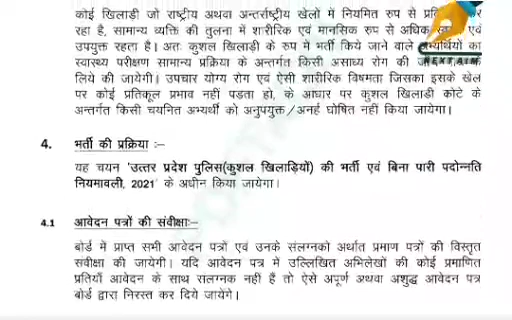 कोई खिलाड़ी जो राष्ट्रीय अथवा अन्तर्राष्ट्रीय खेलों में नियमित रुप से
रहा है, सामान्य व्यक्ति की तुलना में शारीरिक एवं मानसिक रुप से अधिक एवं
उपयुक्त रहता है। अतः कुशल खिलाड़ी के रुप में भर्ती किये जाने वाले का
NEXT AIM
स्वास्थ्य परीक्षण सामान्य प्रक्रिया के अन्तर्गत किसी असाध्य रोग की
लिये की जायेगी। उपचार योग्य रोग एवं ऐसी शारीरिक विषमता जिसका इसके खेल
पर कोई प्रतिकूल प्रभाव नहीं पड़ता हो, के आधार पर कुशल खिलाड़ी कोटे के
अन्तर्गत किसी चयनित अभ्यर्थी को अनुपयुक्त/अनर्ह घोषित नहीं किया जायेगा।
4. भर्ती की प्रक्रिया :–
यह चयन 'उत्तर प्रदेश पुलिस(कुशल खिलाड़ियों) की भर्ती एवं बिना पारी पदोन्नति
नियमावली, 2021' के अधीन किया जायेगा।
4.1 आवेदन पत्रों की संवीक्षाः–
बोर्ड में प्राप्त सभी आवेदन पत्रों एवं उनके संलग्नको अर्थात प्रमाण पत्रों की विस्तृत
संवीक्षा की जायेगी। यदि आवेदन पत्र में उल्लिखित अभिलेखों की कोई प्रमाणित
प्रतियाँ आवेदन के साथ सालग्नक नहीं हैं तो ऐसे अपूर्ण अथवा अशुद्ध आवेदन पत्र
बोर्ड द्वारा निरस्त कर दिये जायेंगे।